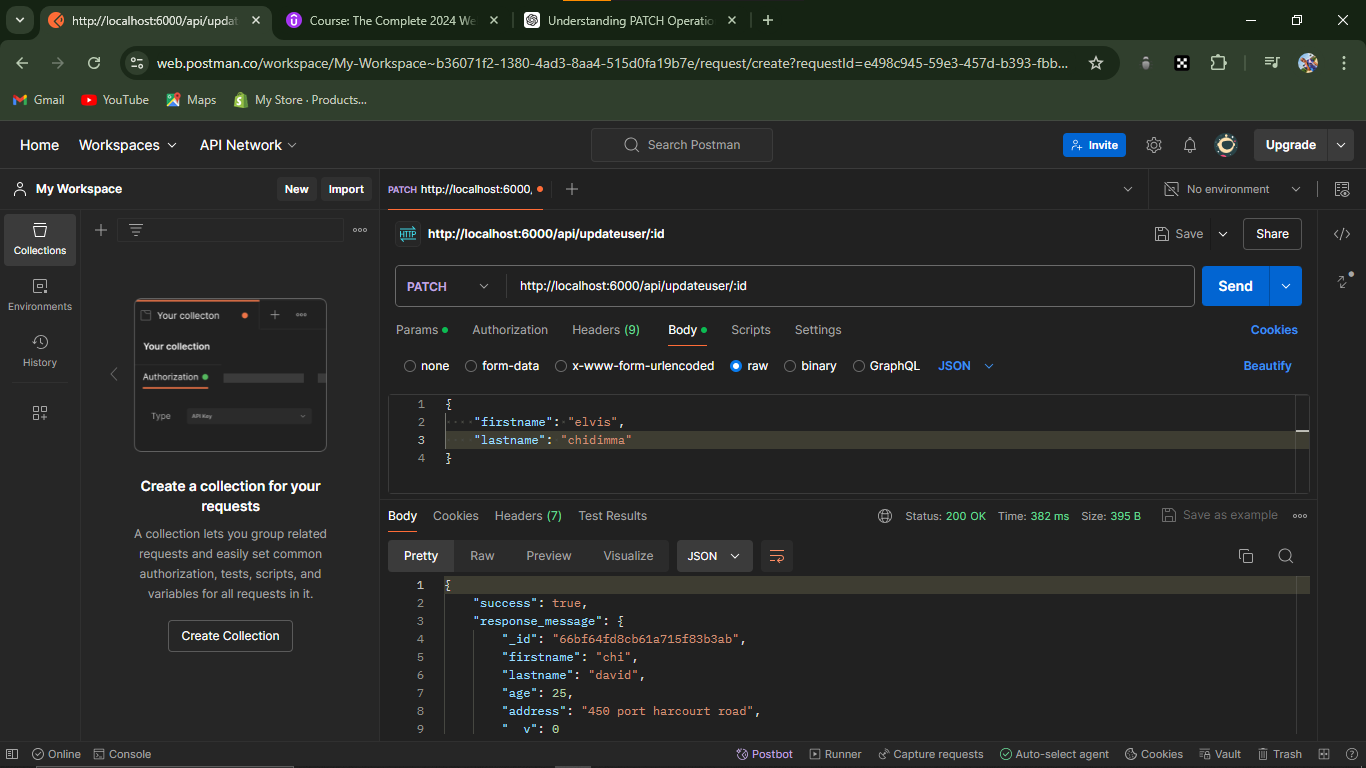 http://localhost:6000/api/updat
Course: The Complete 2024 We
Understanding PATCH Operatio
web.postman.co/workspace/My-Workspace~b36071f2-1380-4ad3-8aa4-515d0fa19b7e/request/create?requestId=e498c945-59e3-457d-b393-fbb...
Gmail
YouTube
Maps
My Store · Products...
Home
Workspaces
API Network
Search Postman
Invite
Upgrade
My Workspace
New
Import
PATCH http://localhost:6000,
No environment
Collections
Environments
History
HTTP
http://localhost:6000/api/updateuser/:id
Save
Share
PATCH
http://localhost:6000/api/updateuser/:id
Send
Params
Authorization
Headers (9)
Body
Scripts
Settings
Cookies
none
form-data
x-www-form-urlencoded
raw
binary
GraphQL
JSON
Beautify
1 {
2 "firstname": "elvis",
3 "lastname": "chidimma"
4 }
Your collecton
Your collection
Authorization
Type
API Key
Create a collection for your
requests
A collection lets you group related
requests and easily set common
authorization, tests, scripts, and
variables for all requests in it.
Create Collection
Body
Cookies
Headers (7)
Test Results
Status: 200 OK
Time: 382 ms
Size: 395 B
Save as example
Pretty
Raw
Preview
Visualize
JSON
1 {
2 "success": true,
3 "response_message": {
4 "_id": "66bf64fd8cb61a715f83b3ab",
5 "firstname": "chi",
6 "lastname": "david",
7 "age": 25,
8 "address": "450 port harcourt road",
9 "__v": 0
Online
Console
Postbot
Runner
Capture requests
Auto-select agent
Cookies
Vault
Trash